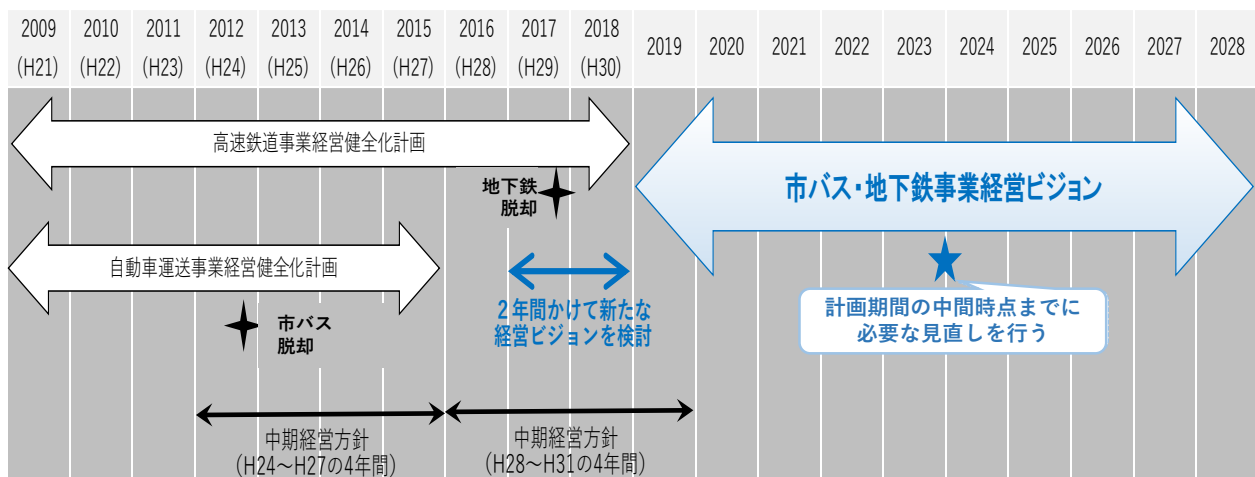 2009 2010 2011 2012 2013 2014 2015 2016 2017 2018 2019 2020 2021 2022 2023 2024 2025 2026 2027 2028
(H21) (H22) (H23) (H24) (H25) (H26) (H27) (H28) (H29) (H30)
高速鉄道事業経営健全化計画
地下鉄
脱却
市バス・地下鉄事業経営ビジョン
自動車運送事業経営健全化計画
市バス
脱却
2年間かけて新たな
経営ビジョンを検討
計画期間の中間時点までに
必要な見直しを行う
中期経営方針
(H24～H27の4年間)
中期経営方針
(H28～H31の4年間)